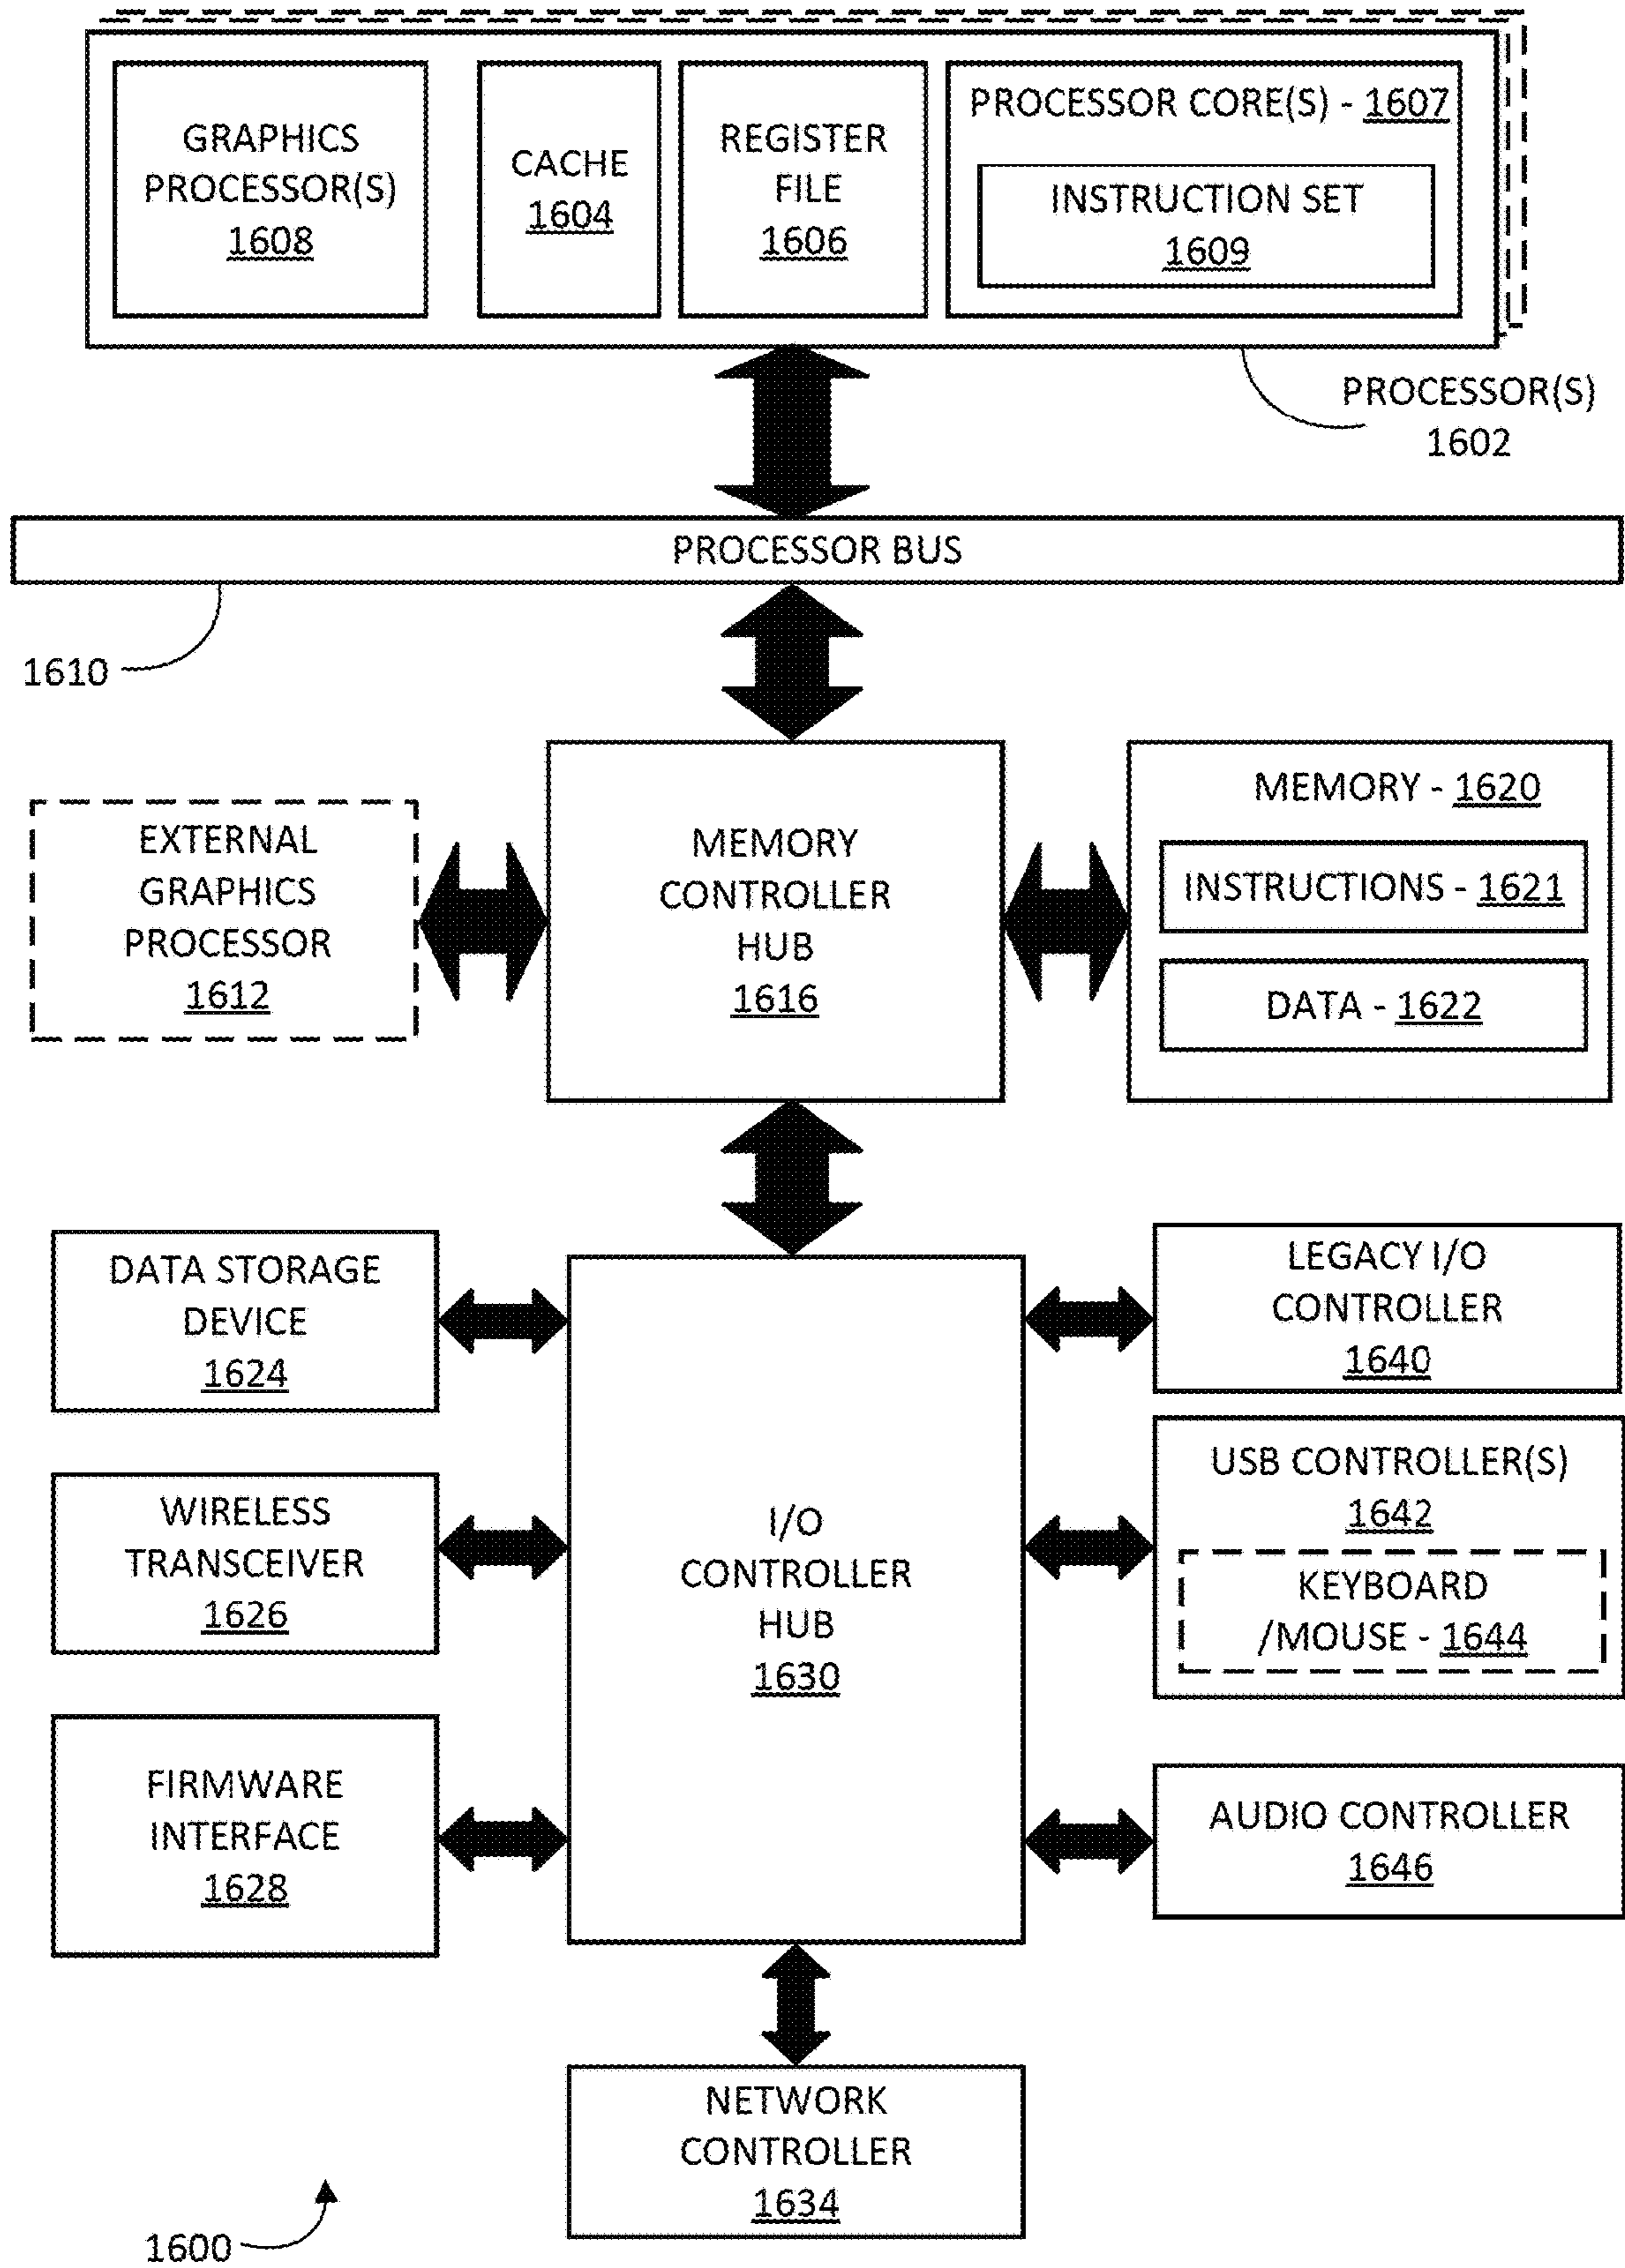 GRAPHICS
PROCESSOR(S)
1608
CACHE
1604
REGISTER
FILE
1606
PROCESSOR CORE(S) - 1607
INSTRUCTION SET
1609
PROCESSOR(S)
1602
PROCESSOR BUS
1610
EXTERNAL
GRAPHICS
PROCESSOR
1612
MEMORY
CONTROLLER
HUB
1616
MEMORY - 1620
INSTRUCTIONS - 1621
DATA - 1622
DATA STORAGE
DEVICE
1624
WIRELESS
TRANSCEIVER
1626
FIRMWARE
INTERFACE
1628
I/O
CONTROLLER
HUB
1630
LEGACY I/O
CONTROLLER
1640
USB CONTROLLER(S)
1642
KEYBOARD
/MOUSE - 1644
AUDIO CONTROLLER
1646
NETWORK
CONTROLLER
1634
1600